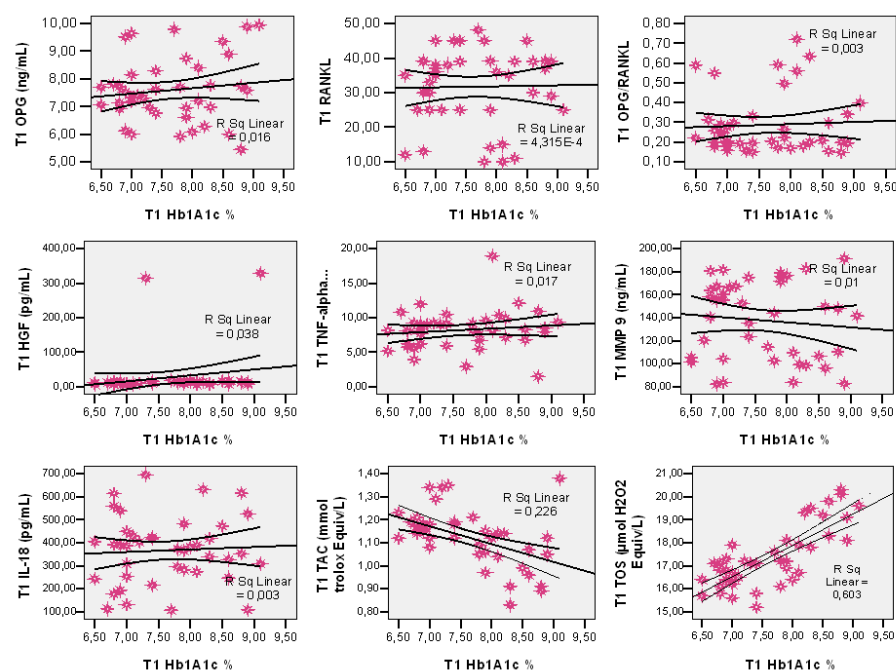 T1 OPG (ng/mL)
10,00
9,00
8,00
7,00
6,00
5,00
R Sq Linear
= 0,016
6,50 7,00 7,50 8,00 8,50 9,00 9,50
T1 Hb1A1c %
T1 RANKL
50,00
40,00
30,00
20,00
10,00
R Sq Linear
= 4,315E-4
6,50 7,00 7,50 8,00 8,50 9,00 9,50
T1 Hb1A1c %
T1 OPG/RANKL
0,80
0,70
0,60
0,50
0,40
0,30
0,20
0,10
R Sq Linear
= 0,003
6,50 7,00 7,50 8,00 8,50 9,00 9,50
T1 Hb1A1c %
T1 HGF (pg/mL)
400,00
300,00
200,00
100,00
0,00
R Sq Linear
= 0,038
6,50 7,00 7,50 8,00 8,50 9,00 9,50
T1 Hb1A1c %
T1 TNF-alpha...
20,00
15,00
10,00
5,00
0,00
R Sq Linear
= 0,017
6,50 7,00 7,50 8,00 8,50 9,00 9,50
T1 Hb1A1c %
T1 MMP 9 (ng/mL)
200,00
180,00
160,00
140,00
120,00
100,00
80,00
R Sq Linear
= 0,01
6,50 7,00 7,50 8,00 8,50 9,00 9,50
T1 Hb1A1c %
T1 IL-18 (pg/mL)
700,00
600,00
500,00
400,00
300,00
200,00
100,00
R Sq Linear
= 0,003
6,50 7,00 7,50 8,00 8,50 9,00 9,50
T1 Hb1A1c %
T1 TAC (mmol
trolox Equiv/L)
1,40
1,30
1,20
1,10
1,00
0,90
0,80
R Sq Linear
= 0,226
6,50 7,00 7,50 8,00 8,50 9,00 9,50
T1 Hb1A1c %
T1 TOS (µmol H2O2
Equiv/L)
21,00
20,00
19,00
18,00
17,00
16,00
15,00
R Sq
Linear =
0,603
6,50 7,00 7,50 8,00 8,50 9,00 9,50
T1 Hb1A1c %